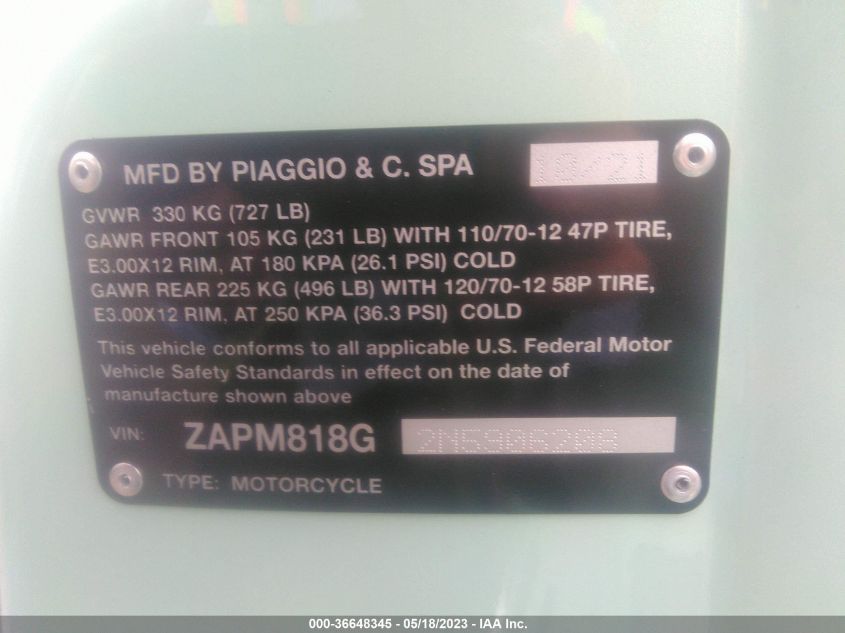 MFD BY PIAGGIO & C. SPA 10/21
GVWR 330 KG (727 LB)
GAWR FRONT 105 KG (231 LB) WITH 110/70-12 47P TIRE,
E3.00X12 RIM, AT 180 KPA (26.1 PSI) COLD
GAWR REAR 225 KG (496 LB) WITH 120/70-12 58P TIRE,
E3.00X12 RIM, AT 250 KPA (36.3 PSI) COLD
This vehicle conforms to all applicable U.S. Federal Motor
Vehicle Safety Standards in effect on the date of
manufacture shown above
VIN: ZAPM818G 2N5906208
TYPE: MOTORCYCLE
000-36648345 - 05/18/2023 - IAA Inc.